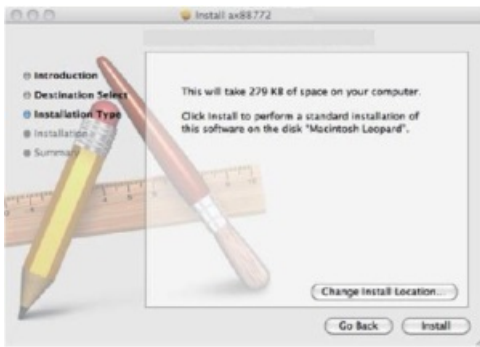 Install ax88772
Introduction
Destination Select
Installation Type
Installation
Summary
This will take 279 KB of space on your computer.
Click Install to perform a standard installation of
this software on the disk "Macintosh Leopard".
Change Install Location...
Go Back
Install